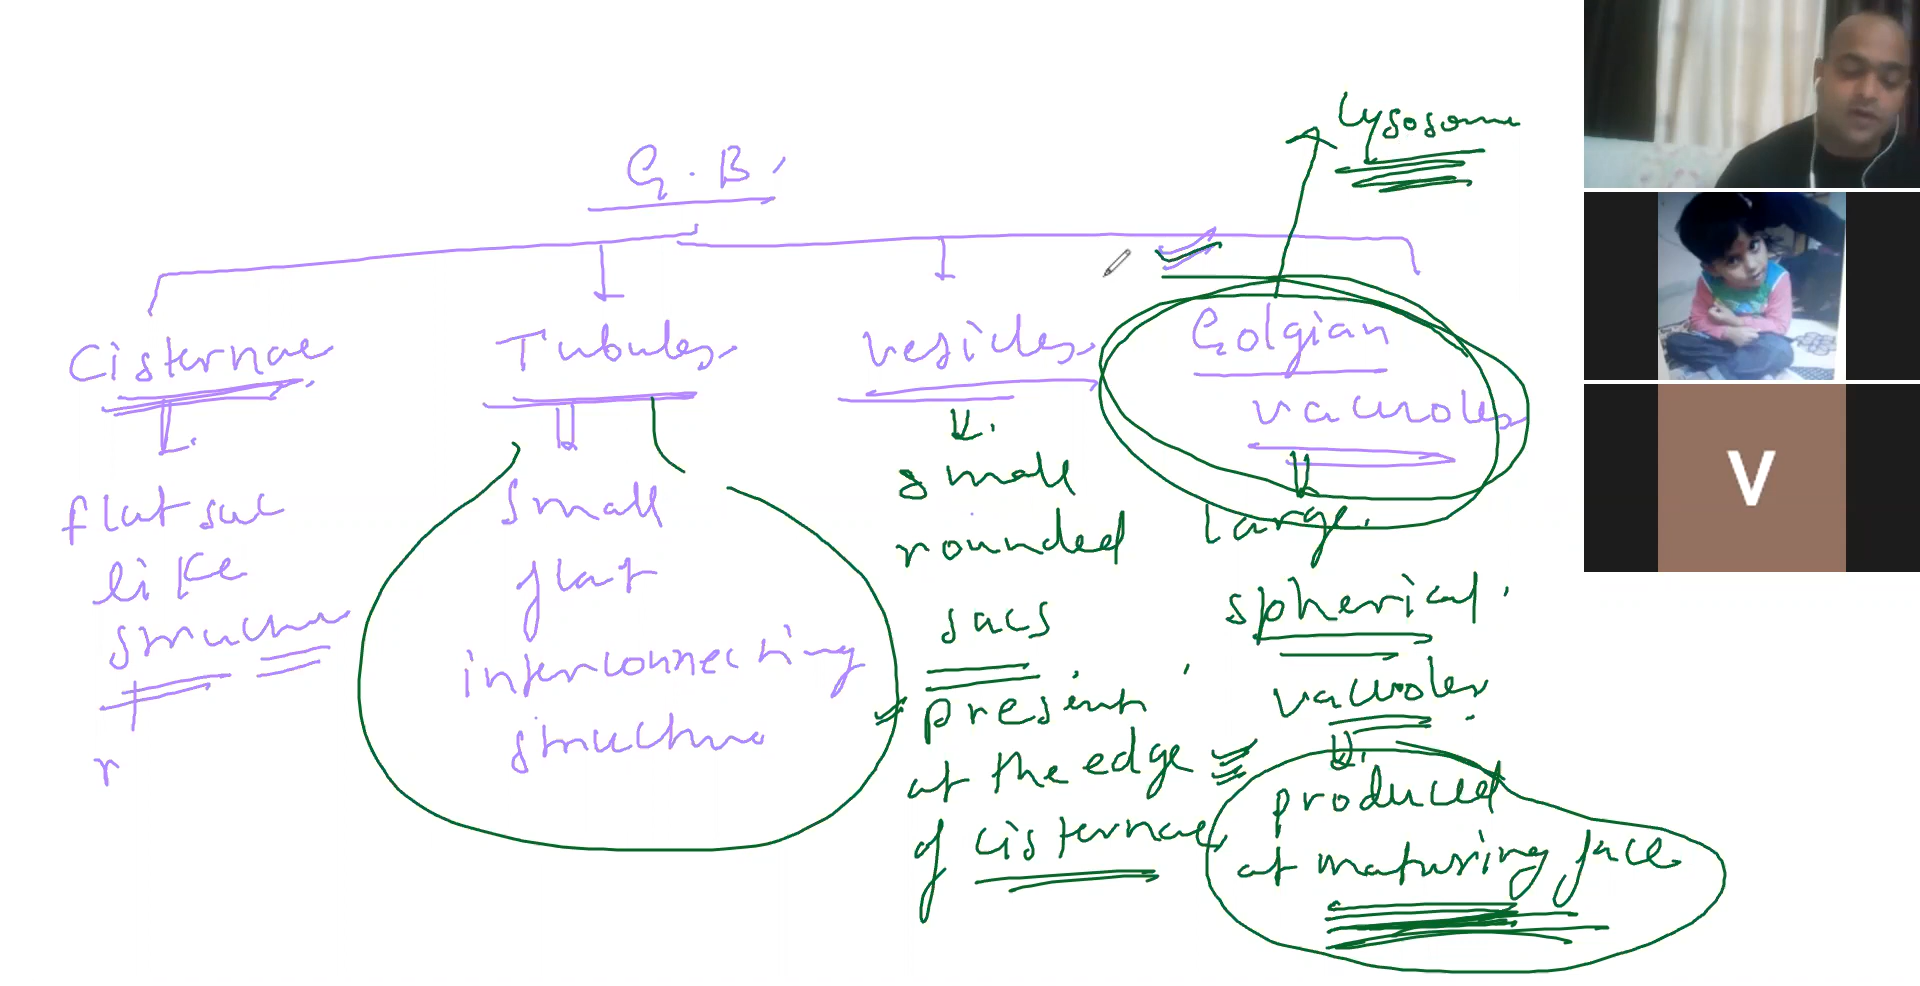 Lysosome
G.B.
Cisternae
Tubules
Vesicles
Golgian
vacuoles
flat sac
like
structure
r
Small
flat
interconnecting
structure
small
rounded
sacs
present
at the edge
of cisternae
large
spherical
vacuoles
produced
at maturing face
V